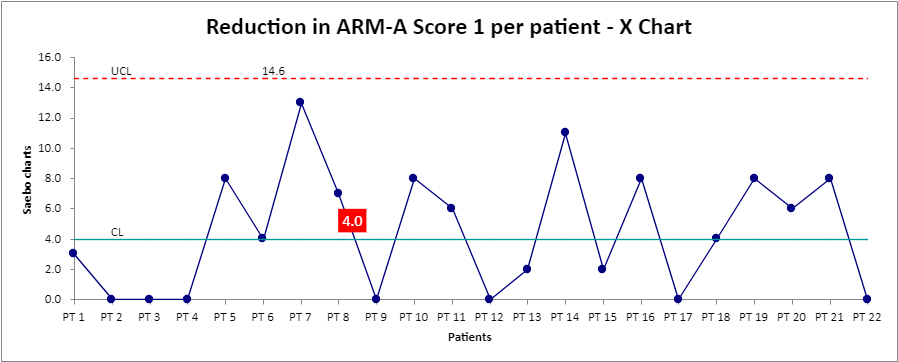 Reduction in ARM-A Score 1 per patient - X Chart
16.0
UCL 14.6
14.0
12.0
10.0
8.0
4.0
6.0
CL
4.0
2.0
0.0
Saebo charts
PT 1 PT 2 PT 3 PT 4 PT 5 PT 6 PT 7 PT 8 PT 9 PT 10 PT 11 PT 12 PT 13 PT 14 PT 15 PT 16 PT 17 PT 18 PT 19 PT 20 PT 21 PT 22
Patients